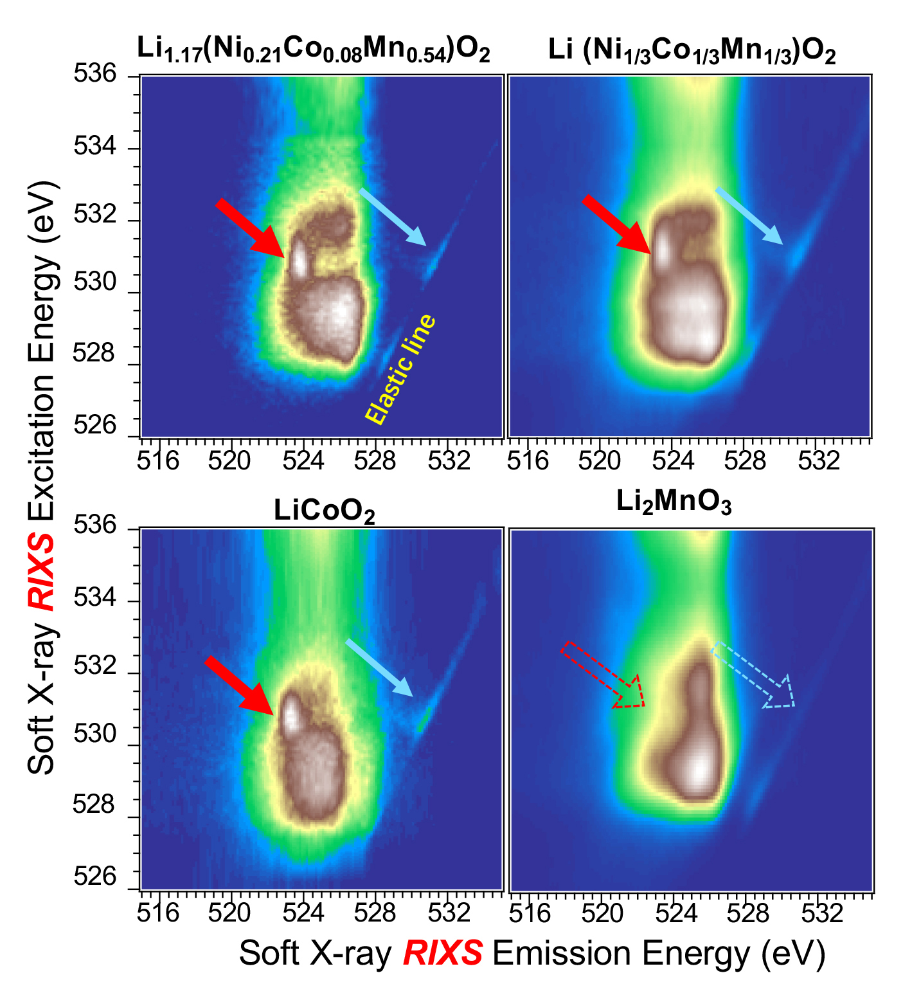 Li1.17(Ni0.21Co0.08Mn0.54)O2
Li (Ni1/3Co1/3Mn1/3)O2
536
534
532
530
528
526
Elastic line
516 520 524 528 532
516 520 524 528 532
LiCoO2
Li2MnO3
536
534
532
530
528
526
516 520 524 528 532
516 520 524 528 532
Soft X-ray RIXS Excitation Energy (eV)
Soft X-ray RIXS Emission Energy (eV)